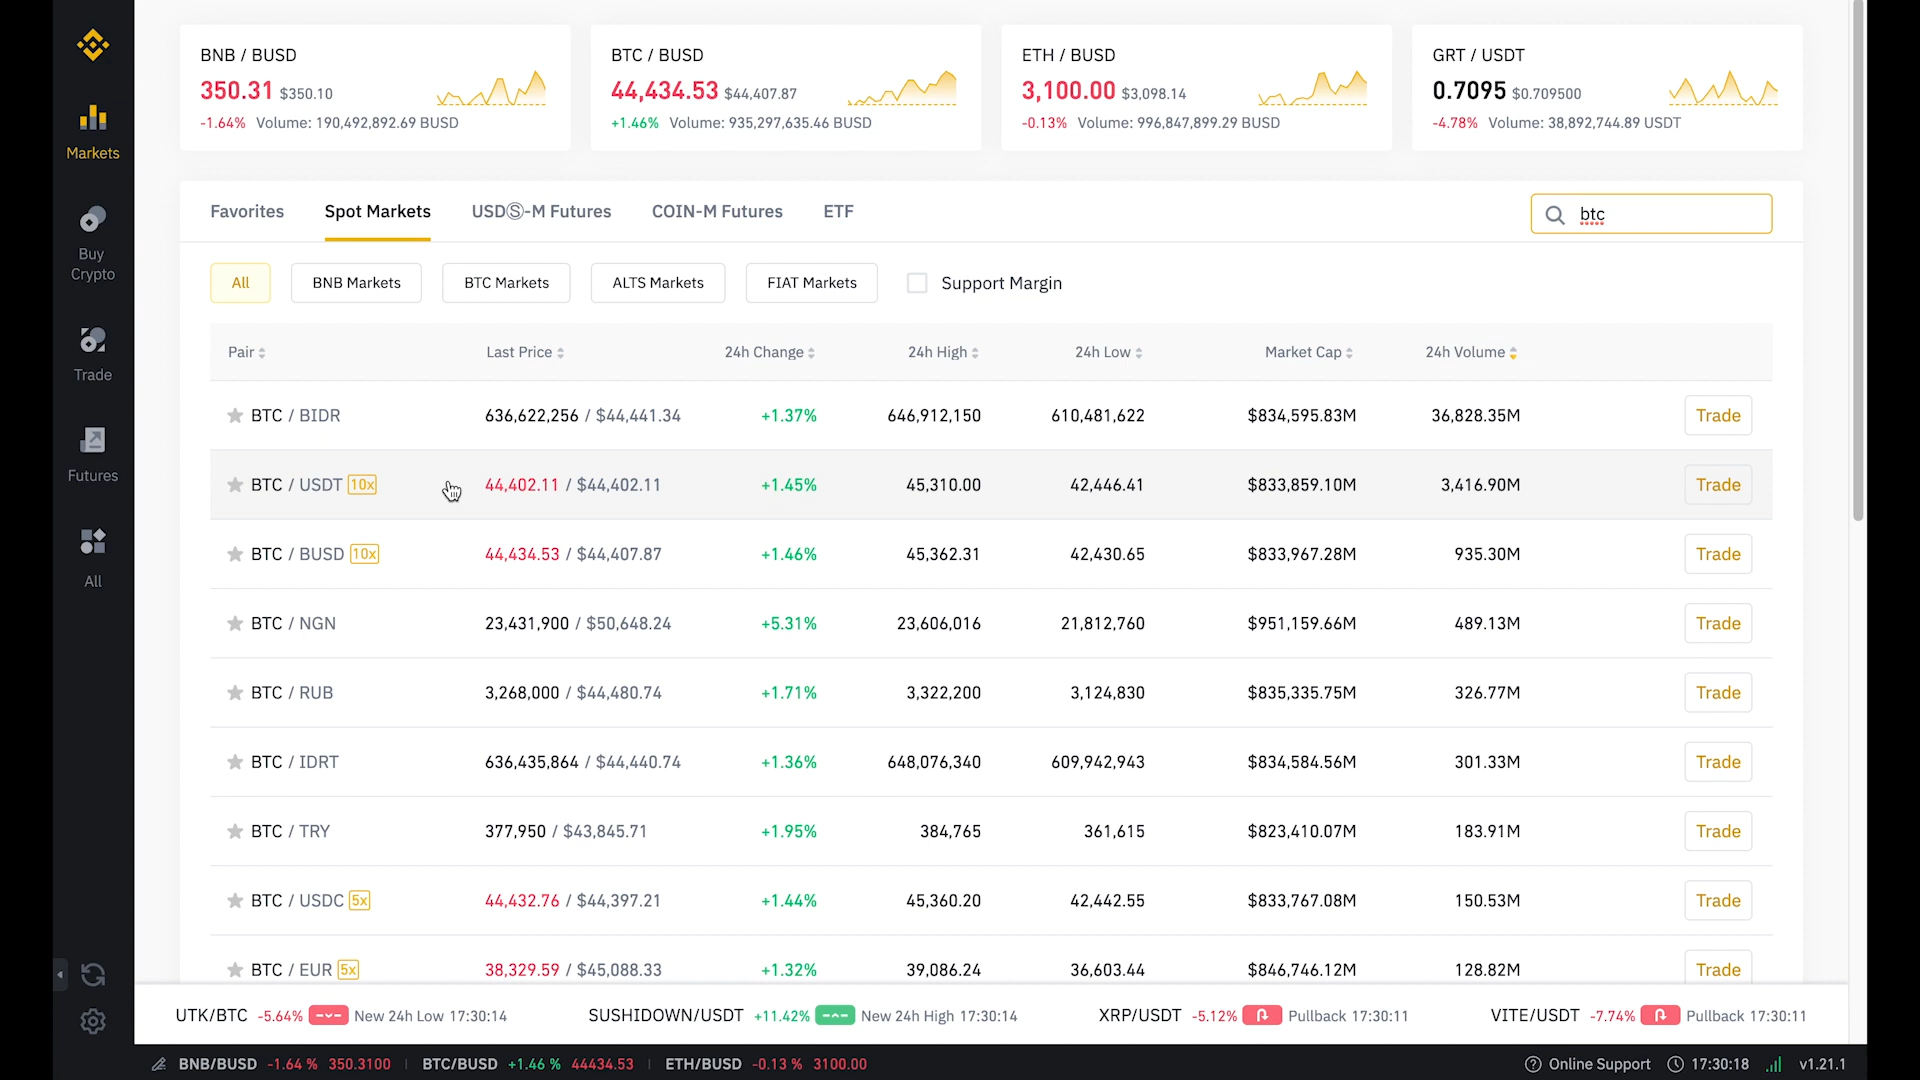 BNB / BUSD
350.31 $350.10
-1.64% Volume: 190,492,892.69 BUSD
BTC / BUSD
44,434.53 $44,407.87
+1.46% Volume: 935,297,635.46 BUSD
ETH / BUSD
3,100.00 $3,098.14
-0.13% Volume: 996,847,899.29 BUSD
GRT / USDT
0.7095 $0.709500
-4.78% Volume: 38,892,744.89 USDT
Markets
Buy
Crypto
Trade
Futures
All
Favorites Spot Markets USDⓈ-M Futures COIN-M Futures ETF btc
All BNB Markets BTC Markets ALTS Markets FIAT Markets Support Margin
Pair Last Price 24h Change 24h High 24h Low Market Cap 24h Volume
BTC / BIDR 636,622,256 / $44,441.34 +1.37% 646,912,150 610,481,622 $834,595.83M 36,828.35M Trade
BTC / USDT 10x 44,402.11 / $44,402.11 +1.45% 45,310.00 42,446.41 $833,859.10M 3,416.90M Trade
BTC / BUSD 10x 44,434.53 / $44,407.87 +1.46% 45,362.31 42,430.65 $833,967.28M 935.30M Trade
BTC / NGN 23,431,900 / $50,648.24 +5.31% 23,606,016 21,812,760 $951,159.66M 489.13M Trade
BTC / RUB 3,268,000 / $44,480.74 +1.71% 3,322,200 3,124,830 $835,335.75M 326.77M Trade
BTC / IDRT 636,435,864 / $44,440.74 +1.36% 648,076,340 609,942,943 $834,584.56M 301.33M Trade
BTC / TRY 377,950 / $43,845.71 +1.95% 384,765 361,615 $823,410.07M 183.91M Trade
BTC / USDC 5x 44,432.76 / $44,397.21 +1.44% 45,360.20 42,442.55 $833,767.08M 150.53M Trade
BTC / EUR 5x 38,329.59 / $45,088.33 +1.32% 39,086.24 36,603.44 $846,746.12M 128.82M Trade
UTK/BTC -5.64% New 24h Low 17:30:14 SUSHIDOWN/USDT +11.42% New 24h High 17:30:14 XRP/USDT -5.12% Pullback 17:30:11 VITE/USDT -7.74% Pullback 17:30:11
BNB/BUSD -1.64 % 350.3100 BTC/BUSD +1.46 % 44434.53 ETH/BUSD -0.13 % 3100.00 Online Support 17:30:18 v1.21.1